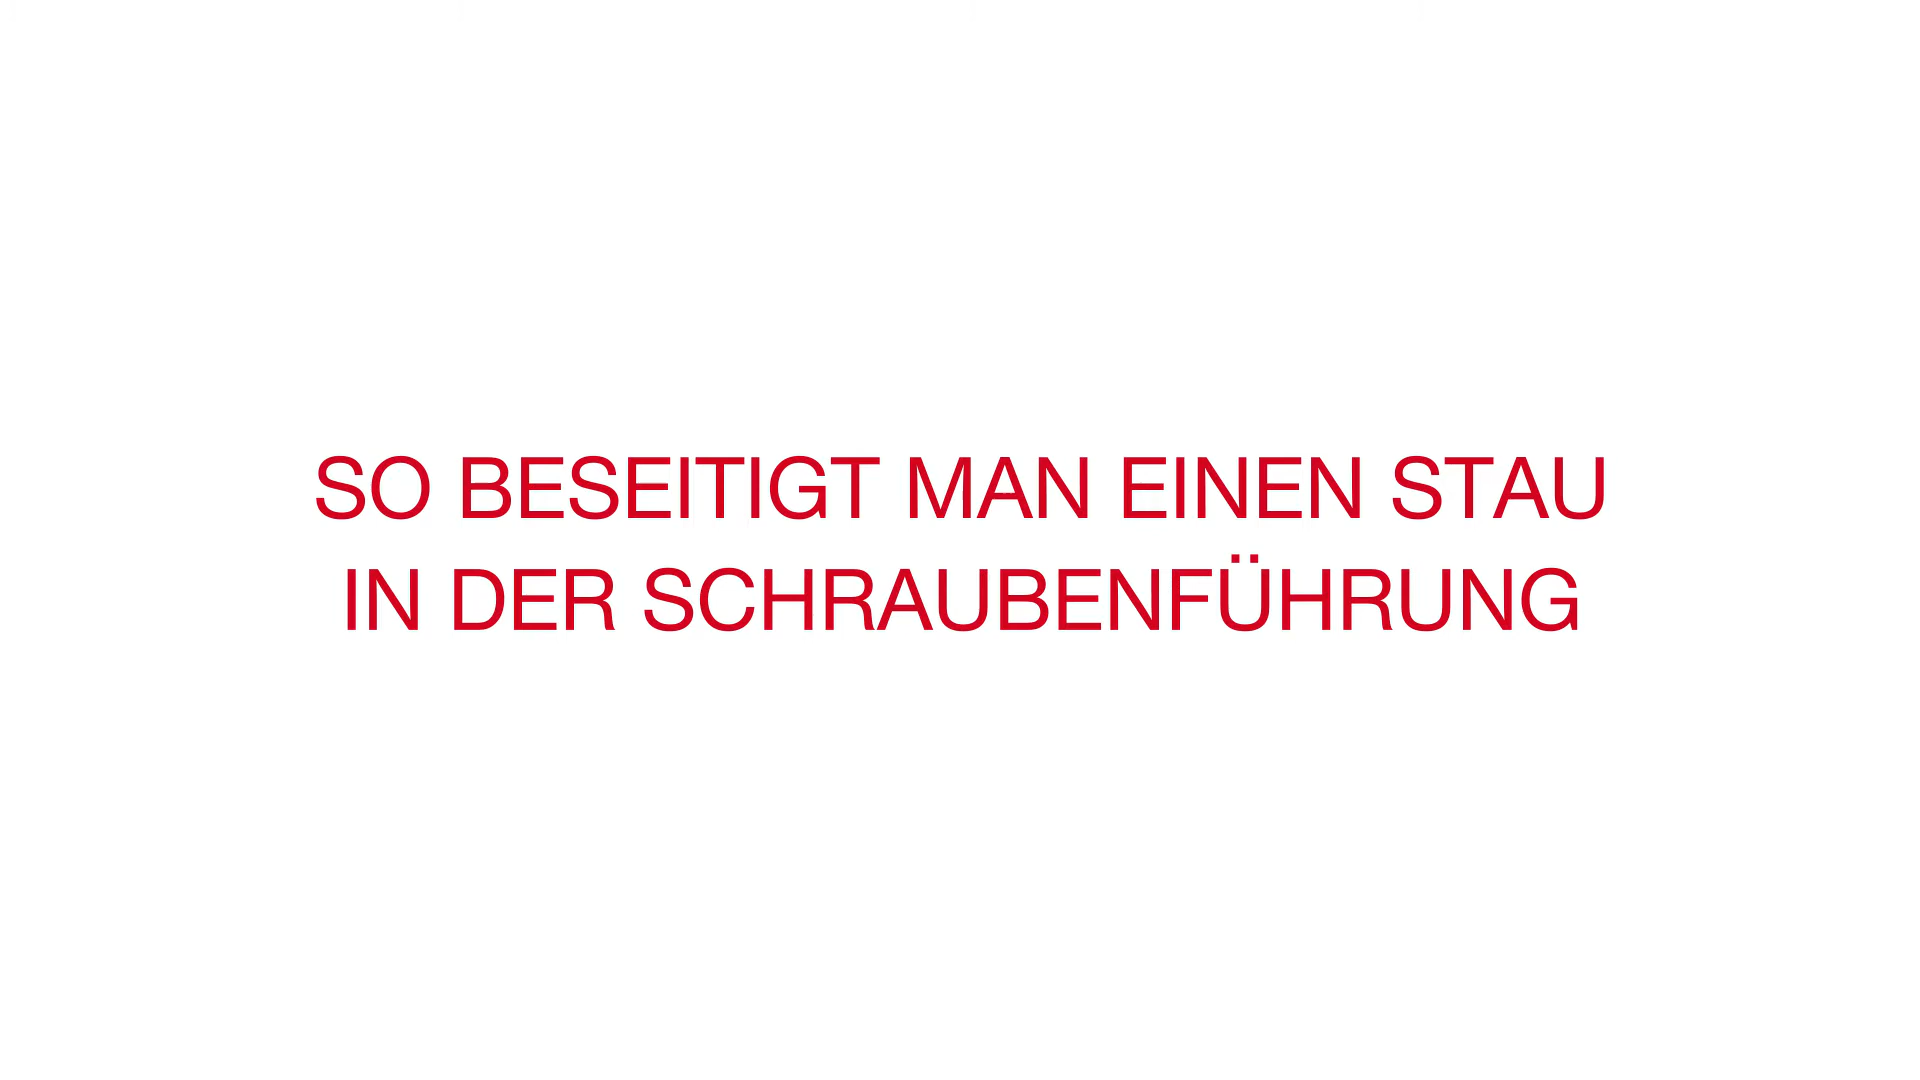 SO BESEITIGT MAN EINEN STAU
IN DER SCHRAUBENFÜHRUNG